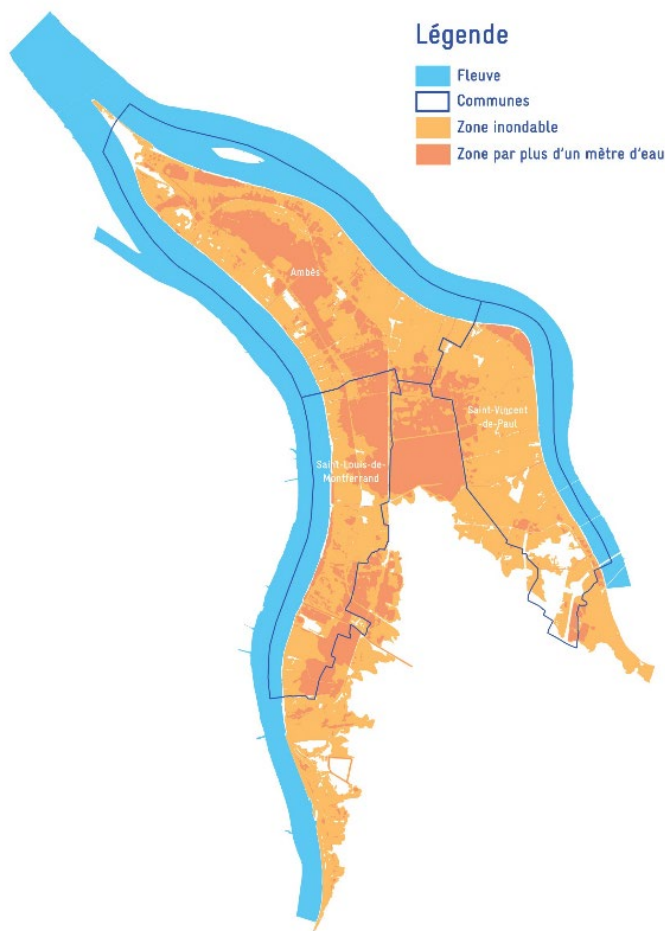 Légende
Fleuve
Communes
Zone inondable
Zone par plus d'un mètre d'eau
Ambès
Saint-Vincent
-de-Paul
Saint-Louis-de-
Montferrand